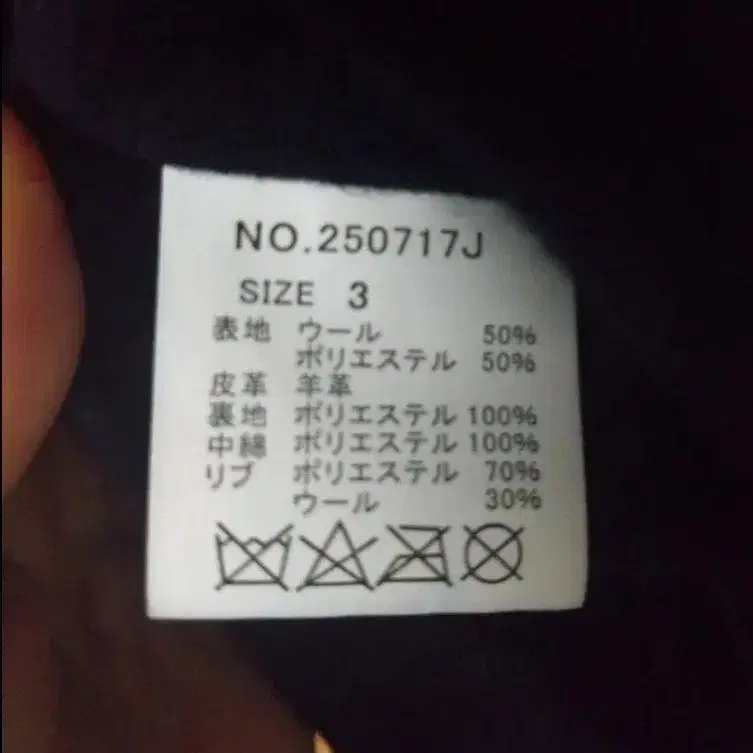 NO.250717J
SIZE 3
表地 ウール 50%
ポリエステル 50%
皮革 羊革
裏地 ポリエステル 100%
中綿 ポリエステル 100%
リブ ポリエステル 70%
ウール 30%